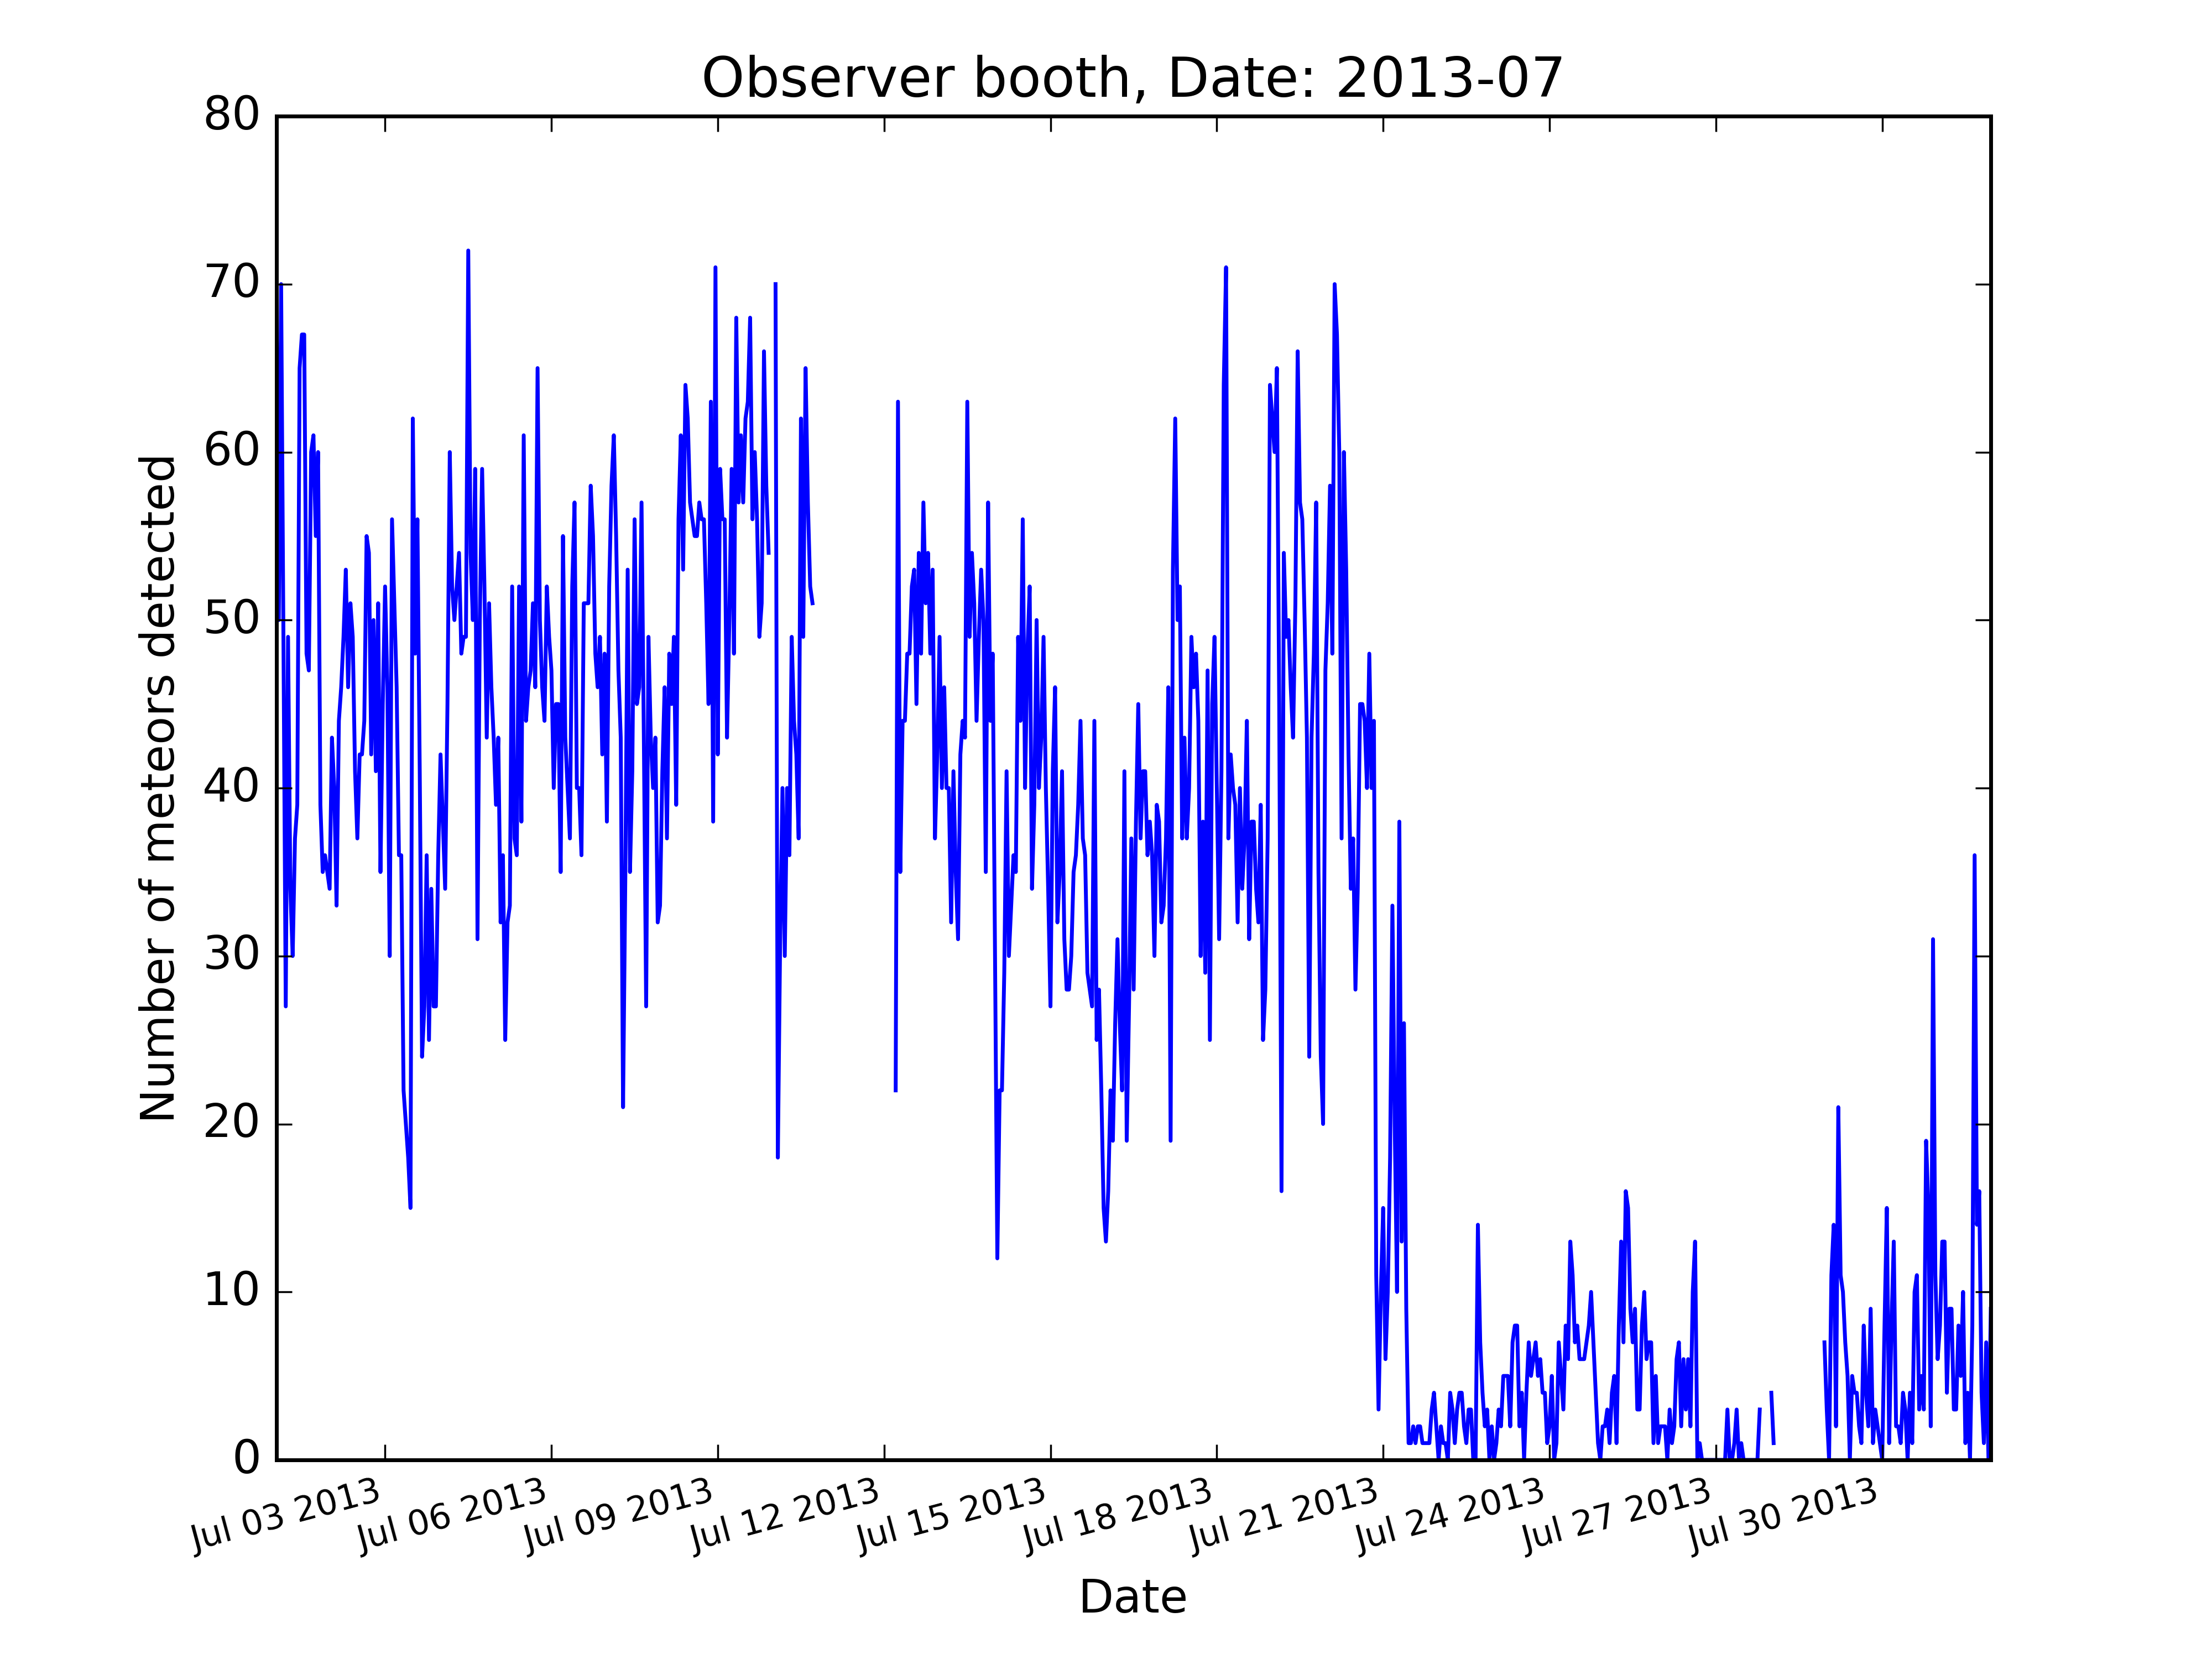 Observer booth, Date: 2013-07
Number of meteors detected
80
70
60
50
40
30
20
10
0
Jul 03 2013
Jul 06 2013
Jul 09 2013
Jul 12 2013
Jul 15 2013
Jul 18 2013
Jul 21 2013
Jul 24 2013
Jul 27 2013
Jul 30 2013
Date